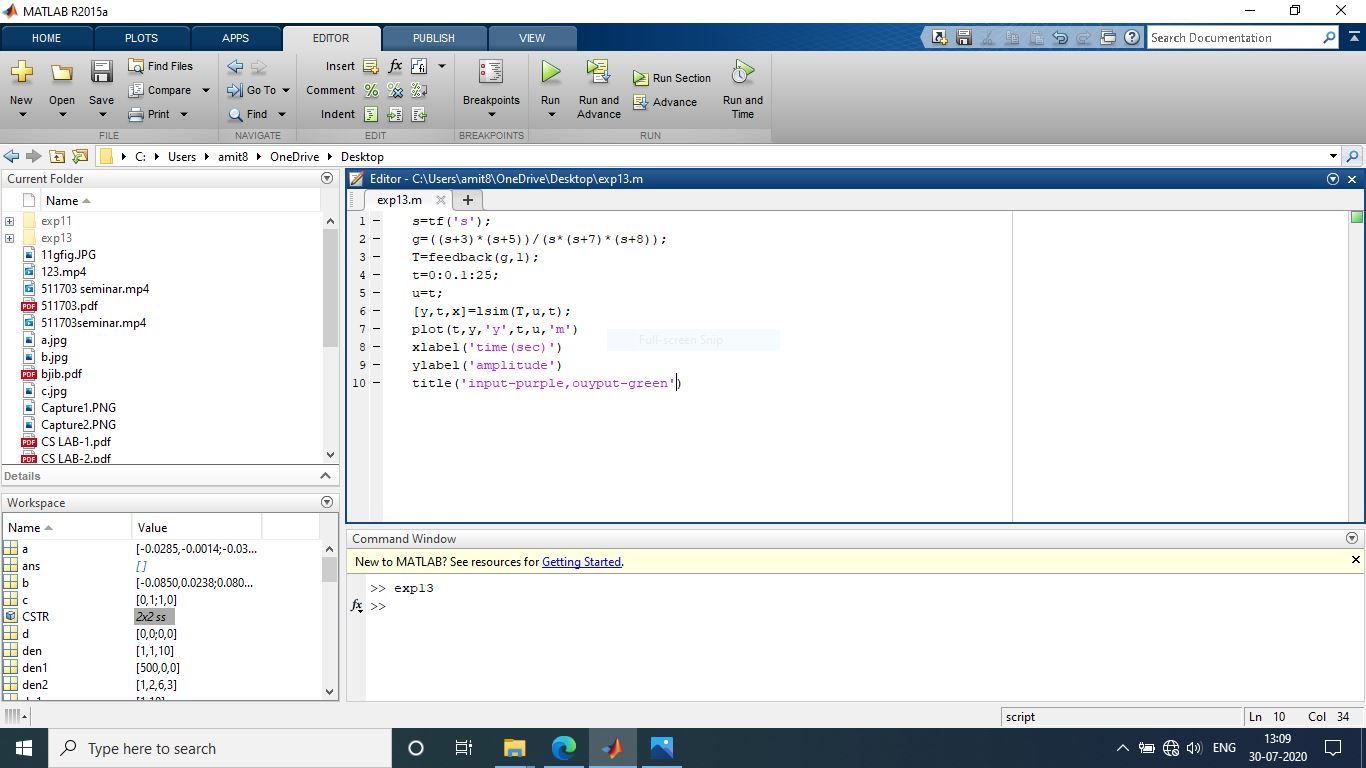 MATLAB R2015a
HOME PLOTS APPS EDITOR PUBLISH VIEW Search Documentation
New Open Save Find Files Compare Print
FILE
Go To Find
NAVIGATE
Insert fx
Comment % %
Indent
EDIT
Breakpoints
BREAKPOINTS
Run Run and Advance Run Section Advance Run and Time
RUN
C: Users amit8 OneDrive Desktop
Current Folder
Name
exp11
exp13
11gfig.JPG
123.mp4
511703 seminar.mp4
511703.pdf
511703seminar.mp4
a.jpg
b.jpg
bjib.pdf
c.jpg
Capture1.PNG
Capture2.PNG
CS LAB-1.pdf
CS LAB-2.pdf
Details
Workspace
Name Value
a [-0.0285,-0.0014;-0.03...
ans []
b [-0.0850,0.0238;0.080...
c [0,1;1,0]
CSTR 2x2 ss
d [0,0;0,0]
den [1,1,10]
den1 [500,0,0]
den2 [1,2,6,3]
Editor - C:\Users\amit8\OneDrive\Desktop\exp13.m
exp13.m
1 – s=tf('s');
2 – g=((s+3)*(s+5))/(s*(s+7)*(s+8));
3 – T=feedback(g,1);
4 – t=0:0.1:25;
5 – u=t;
6 – [y,t,x]=lsim(T,u,t);
7 – plot(t,y,'y',t,u,'m')
8 – xlabel('time(sec)')
9 – ylabel('amplitude')
10 – title('input-purple,ouyput-green')
Full-screen Snip
Command Window
New to MATLAB? See resources for Getting Started.
>> exp13
fx >>
script Ln 10 Col 34
Type here to search
ENG 13:09
30-07-2020